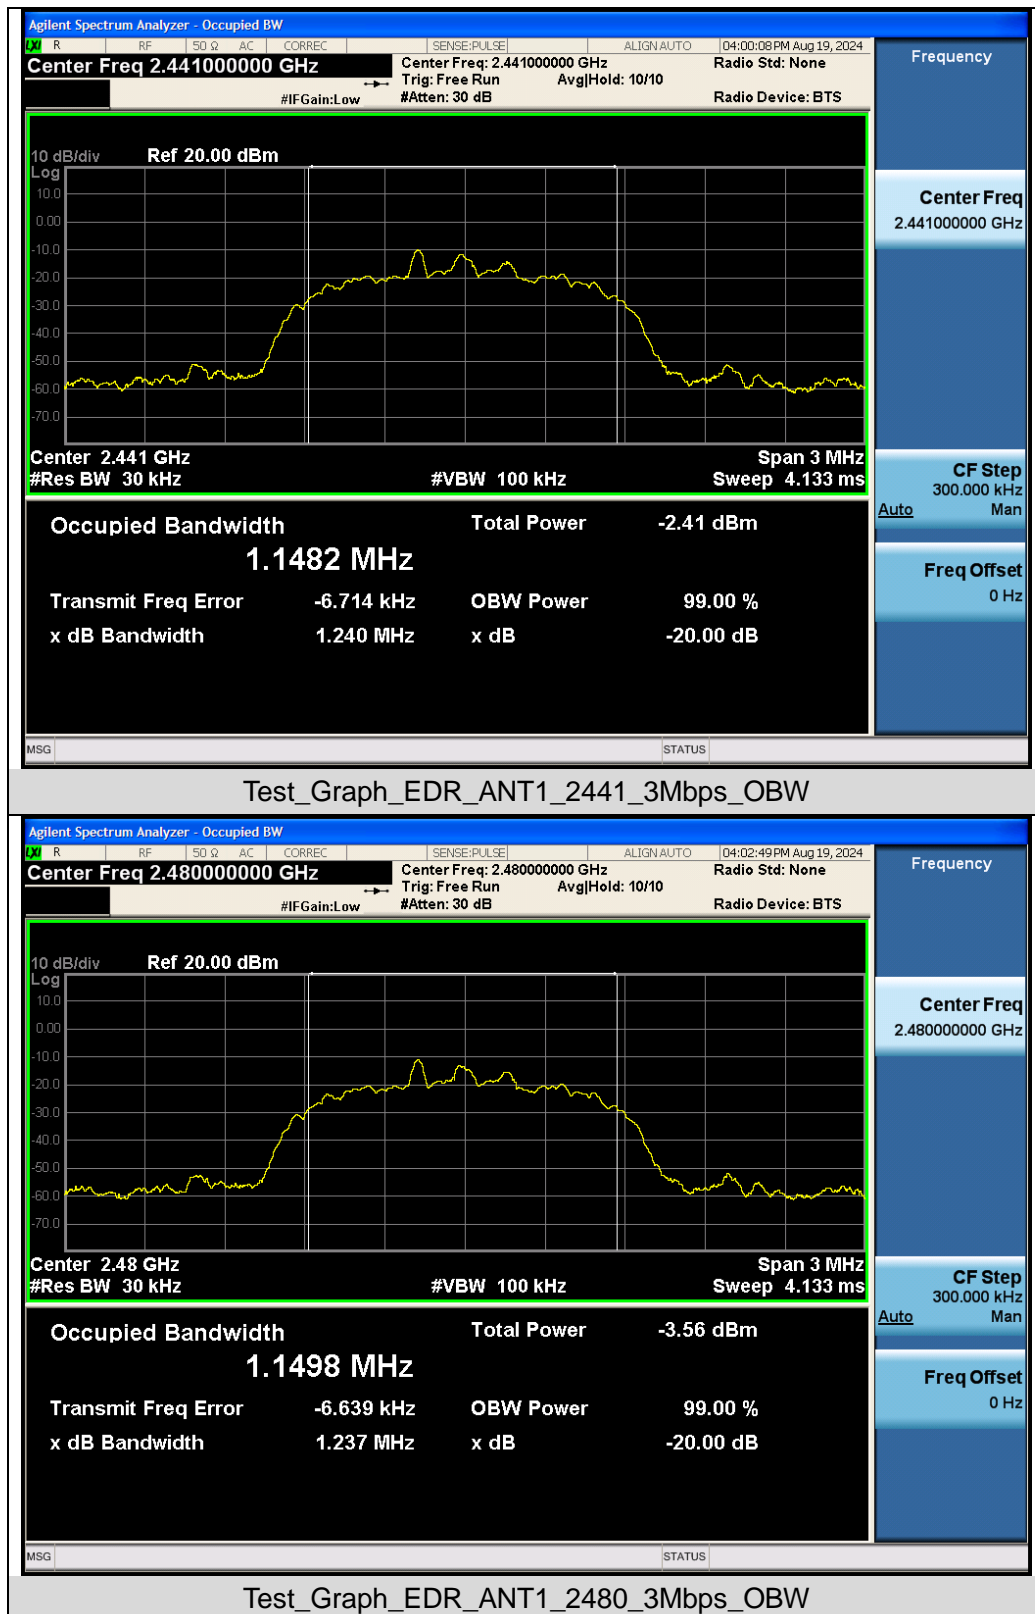 Agilent Spectrum Analyzer - Occupied BW
LXI R RF 50 Ω AC CORREC SENSE:PULSE ALIGN AUTO 04:00:08 PM Aug 19, 2024
Center Freq 2.441000000 GHz Center Freq: 2.441000000 GHz Radio Std: None
Trig: Free Run Avg|Hold: 10/10
#IFGain:Low #Atten: 30 dB Radio Device: BTS
10 dB/div Ref 20.00 dBm
Log
10.0
0.00
-10.0
-20.0
-30.0
-40.0
-50.0
-60.0
-70.0
Center 2.441 GHz Span 3 MHz
#Res BW 30 kHz #VBW 100 kHz Sweep 4.133 ms
Occupied Bandwidth Total Power -2.41 dBm
1.1482 MHz
Transmit Freq Error -6.714 kHz OBW Power 99.00 %
x dB Bandwidth 1.240 MHz x dB -20.00 dB
MSG STATUS
Frequency
Center Freq
2.441000000 GHz
CF Step
300.000 kHz
Auto Man
Freq Offset
0 Hz
Test_Graph_EDR_ANT1_2441_3Mbps_OBW
Agilent Spectrum Analyzer - Occupied BW
LXI R RF 50 Ω AC CORREC SENSE:PULSE ALIGN AUTO 04:02:49 PM Aug 19, 2024
Center Freq 2.480000000 GHz Center Freq: 2.480000000 GHz Radio Std: None
Trig: Free Run Avg|Hold: 10/10
#IFGain:Low #Atten: 30 dB Radio Device: BTS
10 dB/div Ref 20.00 dBm
Log
10.0
0.00
-10.0
-20.0
-30.0
-40.0
-50.0
-60.0
-70.0
Center 2.48 GHz Span 3 MHz
#Res BW 30 kHz #VBW 100 kHz Sweep 4.133 ms
Occupied Bandwidth Total Power -3.56 dBm
1.1498 MHz
Transmit Freq Error -6.639 kHz OBW Power 99.00 %
x dB Bandwidth 1.237 MHz x dB -20.00 dB
MSG STATUS
Frequency
Center Freq
2.480000000 GHz
CF Step
300.000 kHz
Auto Man
Freq Offset
0 Hz
Test_Graph_EDR_ANT1_2480_3Mbps_OBW